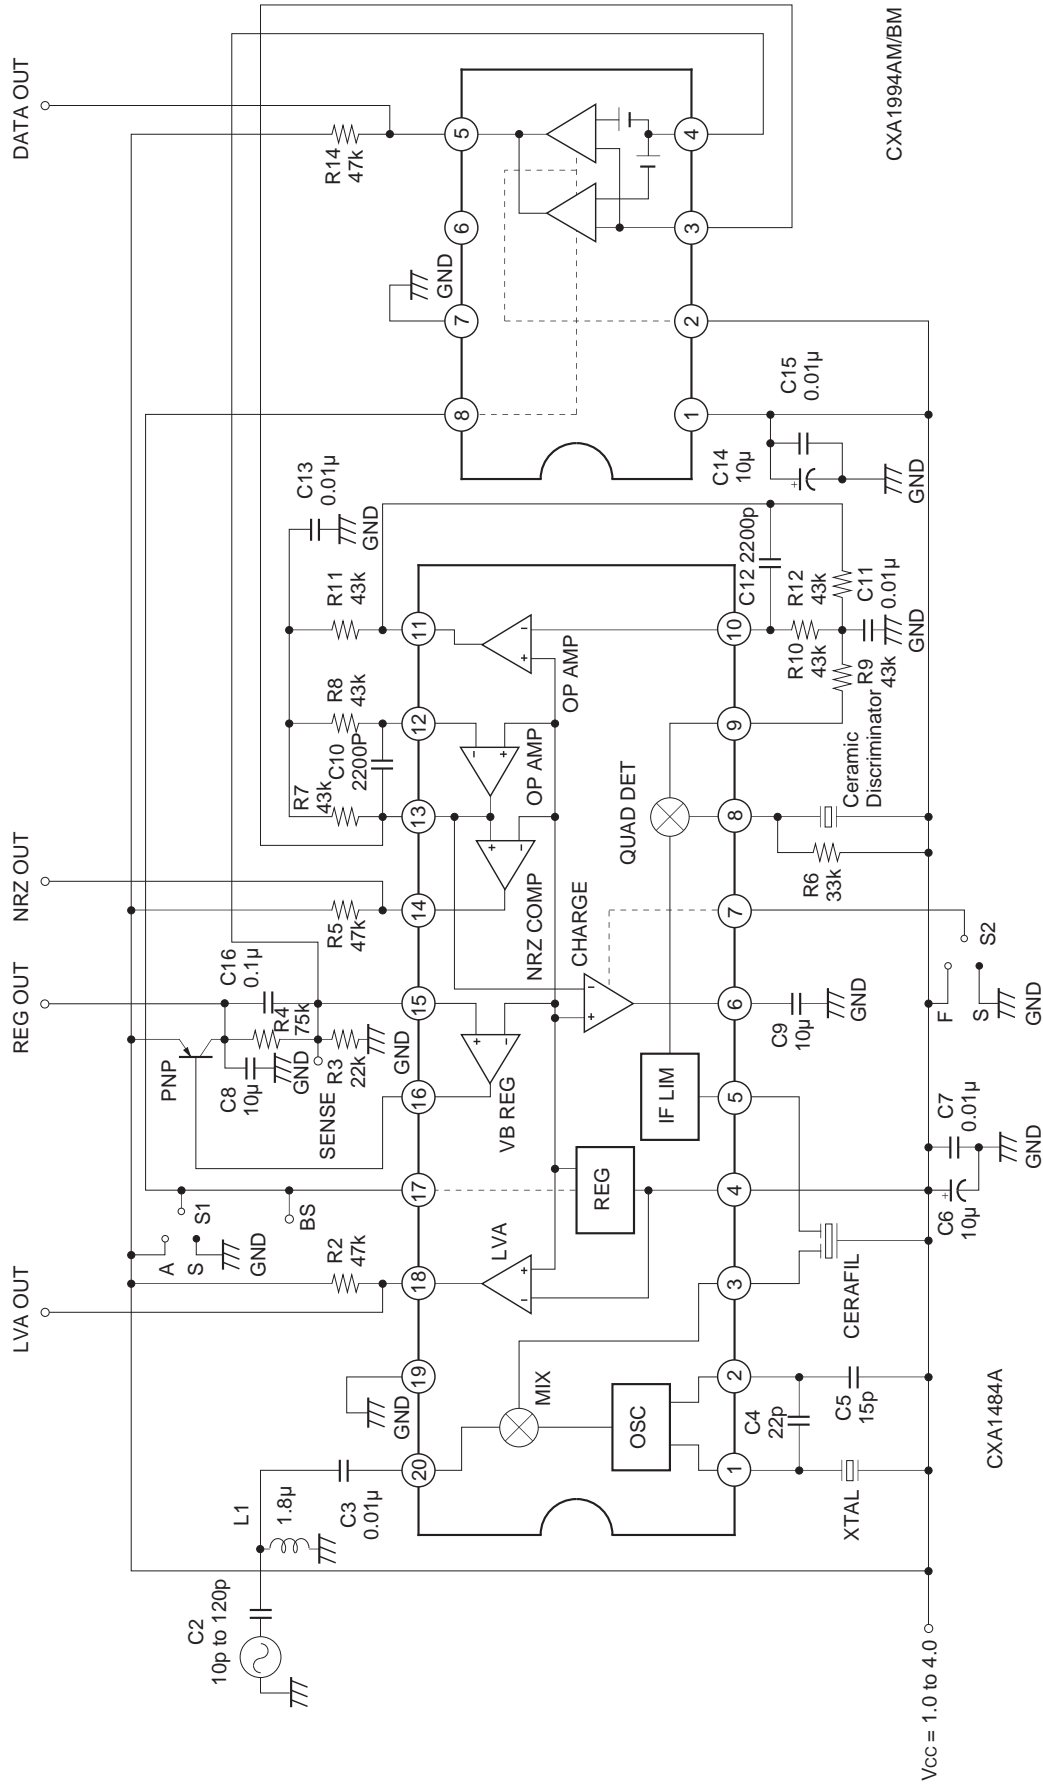 LVA OUT
REG OUT
NRZ OUT
DATA OUT
A
S
S1
GND
BS
PNP
C8
10µ
GND
R4
75k
C16
0.1µ
SENSE
R3
22k
GND
R5
47k
R7
43k
C10
2200P
R8
43k
R11
43k
C13
0.01µ
GND
R14
47k
GND
C2
10p to 120p
L1
1.8µ
C3
0.01µ
GND
R2
47k
20
19
18
17
16
15
14
13
12
11
8
7
6
5
+
−
LVA
+
−
VB REG
+
−
NRZ COMP
−
+
OP AMP
−
+
OP AMP
MIX
OSC
REG
IF LIM
−
+
CHARGE
QUAD DET
1
2
3
4
5
6
7
8
9
10
1
2
3
4
XTAL
C4
22p
C5
15p
CERAFIL
C6
10µ
+
C7
0.01µ
GND
C9
10µ
GND
F
S
S2
GND
R6
33k
Ceramic
Discriminator
R9
43k
R10
43k
R12
43k
C11
0.01µ
GND
C12 2200p
C14
10µ
+
C15
0.01µ
GND
VCC = 1.0 to 4.0
CXA1484A
CXA1994AM/BM